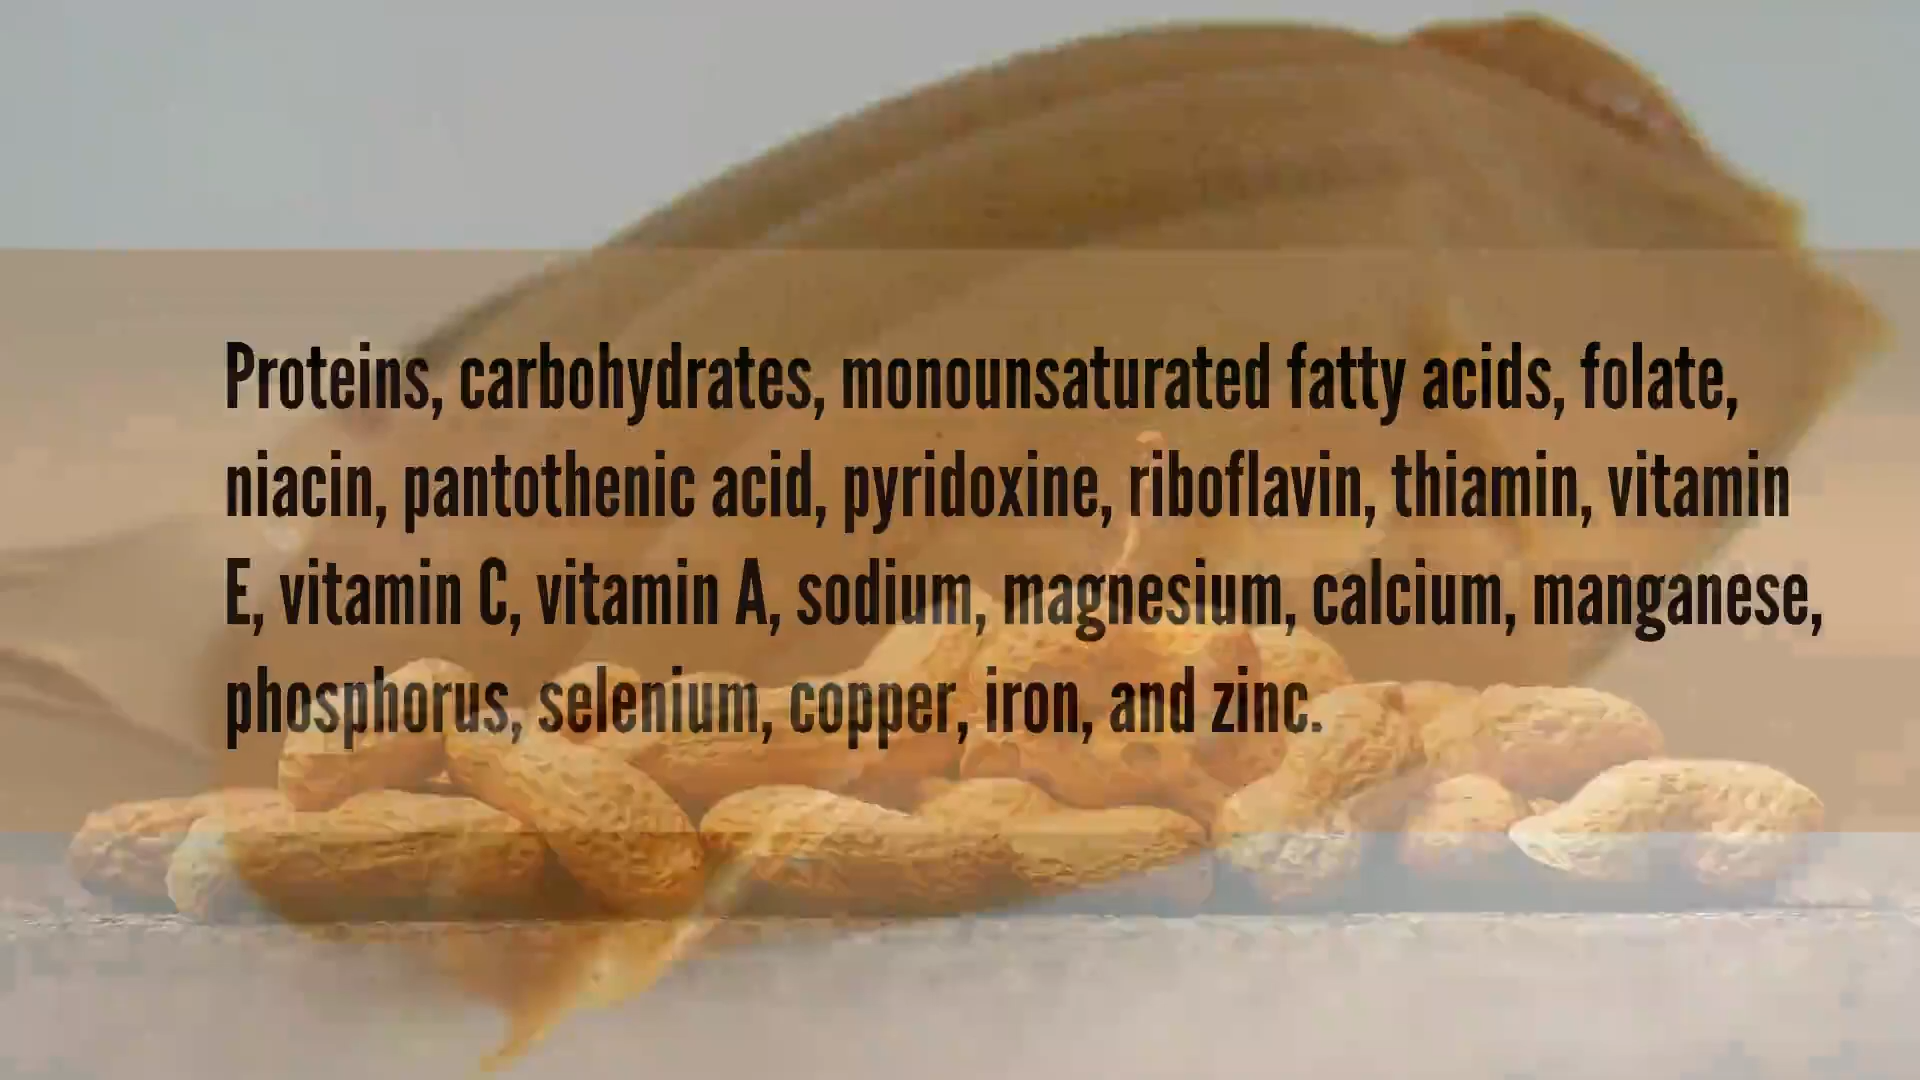 Proteins, carbohydrates, monounsaturated fatty acids, folate,
niacin, pantothenic acid, pyridoxine, riboflavin, thiamin, vitamin
E, vitamin C, vitamin A, sodium, magnesium, calcium, manganese,
phosphorus, selenium, copper, iron, and zinc.